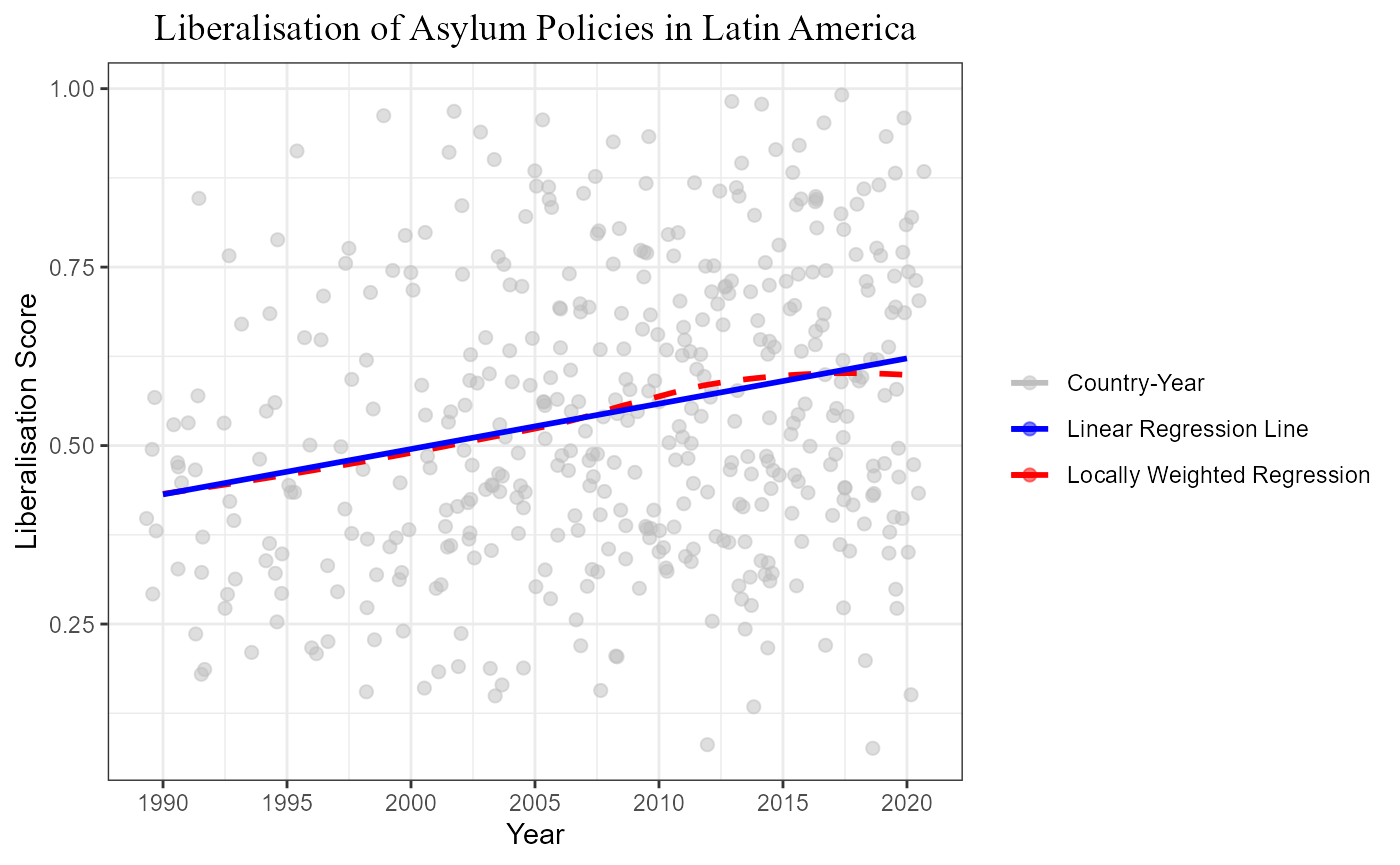 Liberalisation of Asylum Policies in Latin America
Liberalisation Score
1.00
0.75
0.50
0.25
1990 1995 2000 2005 2010 2015 2020
Year
Country-Year
Linear Regression Line
Locally Weighted Regression